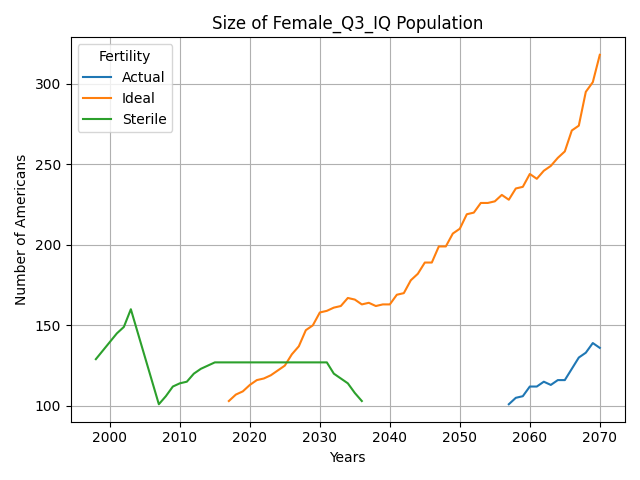 Size of Female_Q3_IQ Population
Fertility
Actual
Ideal
Sterile
Number of Americans
300
250
200
150
100
2000 2010 2020 2030 2040 2050 2060 2070
Years